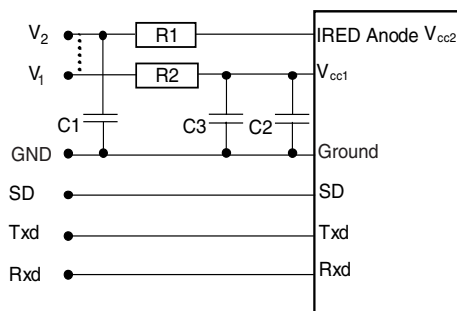 V2 R1 IRED Anode Vcc2
V1 R2 Vcc1
C1 C3 C2
GND Ground
SD SD
Txd Txd
Rxd Rxd